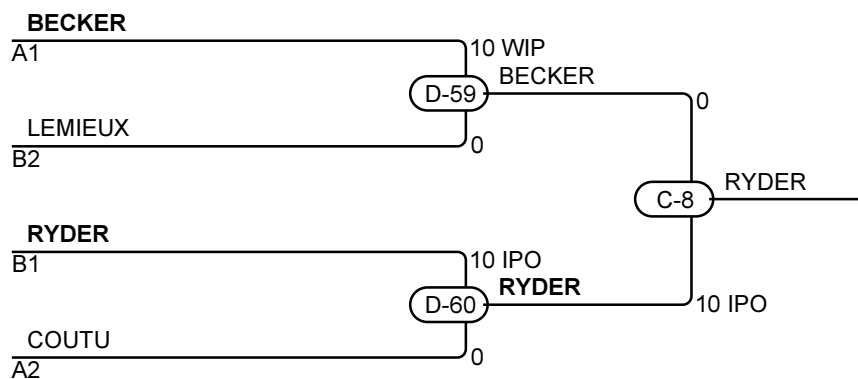 BECKER
A1
10 WIP
BECKER
D-59
0
LEMIEUX
0
B2
RYDER
C-8
RYDER
B1
10 IPO
RYDER
D-60
10 IPO
COUTU
0
A2